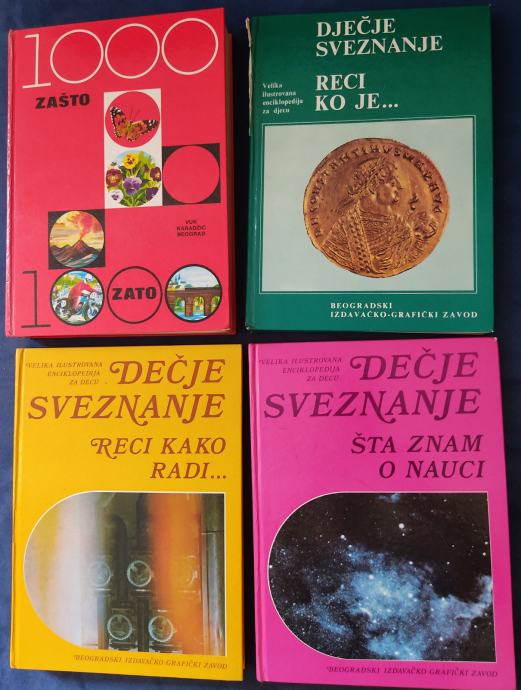 1000
ZAŠTO
VUK
KARADŽIĆ
BEOGRAD
1000
ZATO
DJEČJE
SVEZNANJE
Velika
ilustrovana
enciklopedija
za djecu
RECI
KO JE...
BEOGRADSKI
IZDAVAČKO-GRAFIČKI ZAVOD
VELIKA ILUSTROVANA
ENCIKLOPEDIJA
ZA DECU
DEČJE
SVEZNANJE
RECI KAKO
RADI...
BEOGRADSKI IZDAVAČKO-GRAFIČKI ZAVOD
VELIKA ILUSTROVANA
ENCIKLOPEDIJA
ZA DECU
DEČJE
SVEZNANJE
ŠTA ZNAM
O NAUCI
BEOGRADSKI IZDAVAČKO-GRAFIČKI ZAVOD